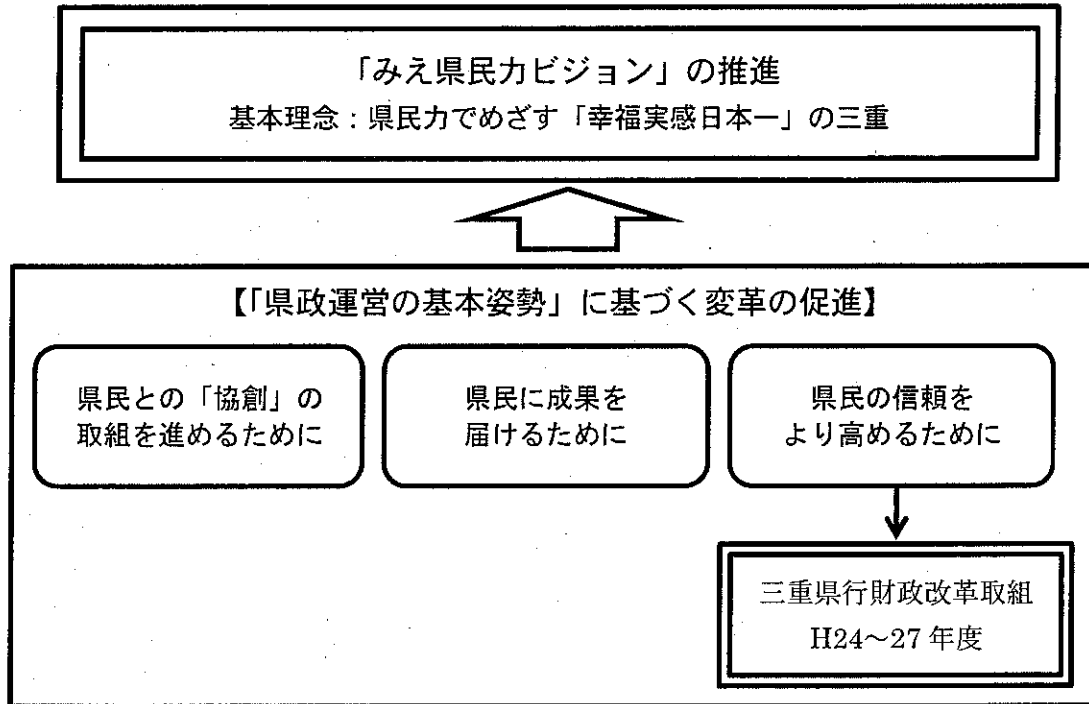 「みえ県民力ビジョン」の推進
基本理念：県民力でめざす「幸福実感日本一」の三重
【「県政運営の基本姿勢」に基づく変革の促進】
県民との「協創」の
取組を進めるために
県民に成果を
届けるために
県民の信頼を
より高めるために
三重県行財政改革取組
H24～27 年度